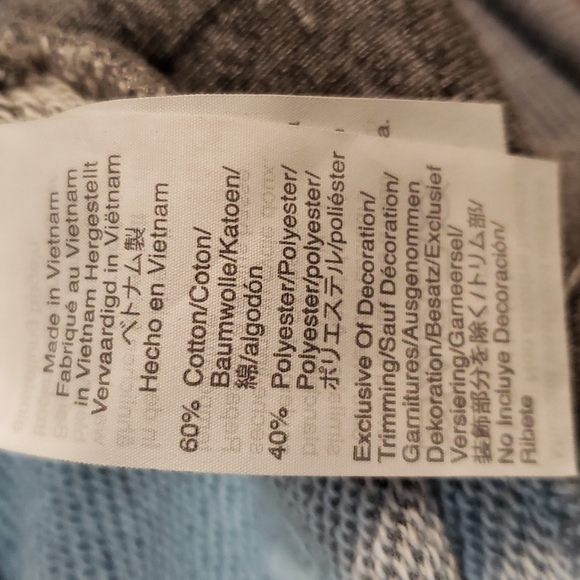 Made in Vietnam
Fabriqué au Vietnam
in Vietnam Hergestellt
Vervaardigd in Viëtnam
ベトナム製
Hecho en Vietnam
60% Cotton/Coton/
Baumwolle/Katoen/
綿/algodón
40% Polyester/Polyester/
Polyester/polyester/
ポリエステル/poliéster
Exclusive Of Decoration/
Trimming/Sauf Décoration/
Garnitures/Ausgenommen
Dekoration/Besatz/Exclusief
Versiering/Garneersel/
装飾部分を除く/トリム部/
No Incluye Decoración/
Ribete
a.